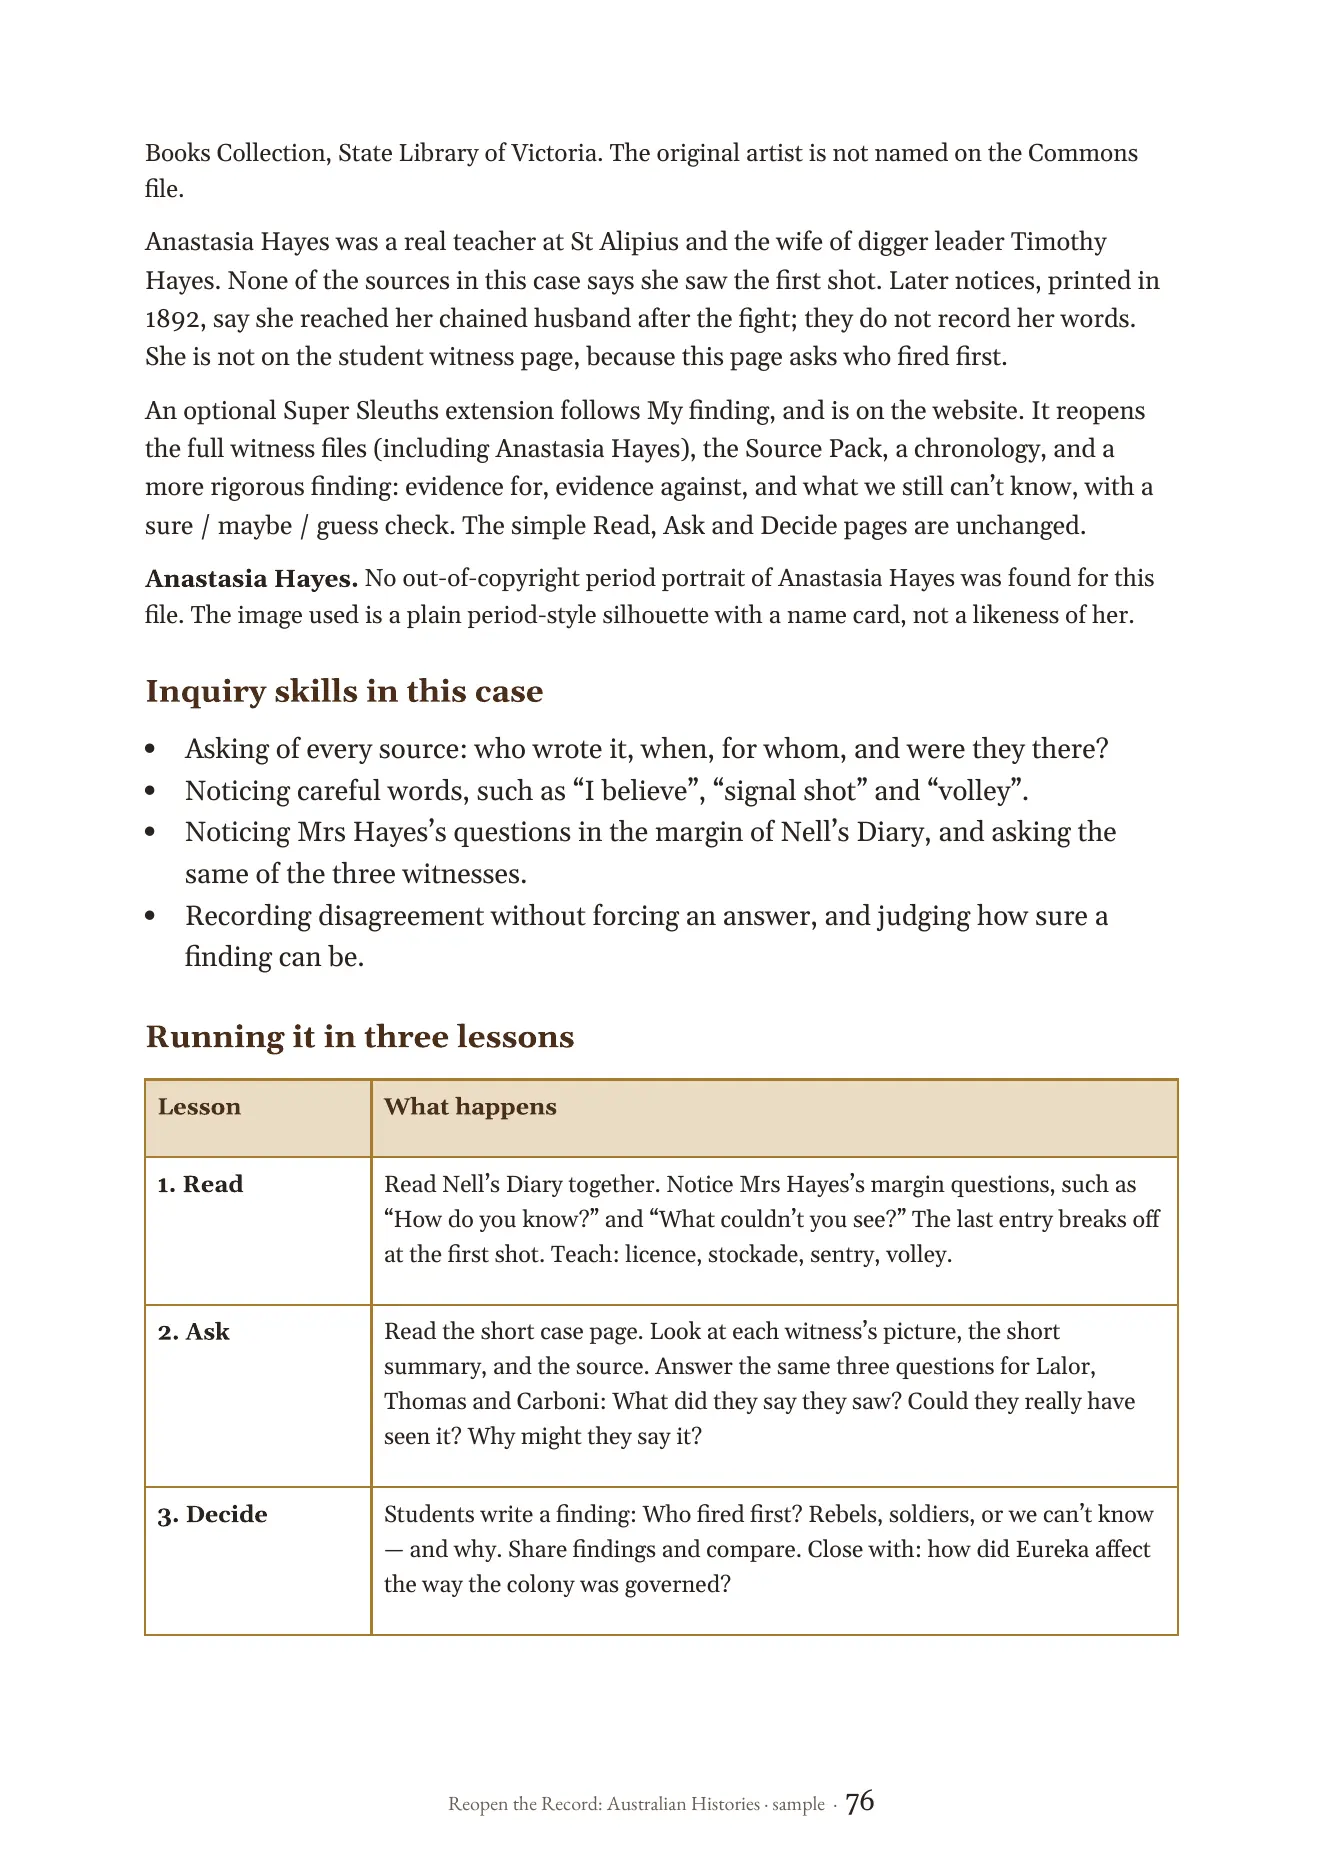 Books Collection, State Library of Victoria. The original artist is not named on the Commons
file.
Anastasia Hayes was a real teacher at St Alipius and the wife of digger leader Timothy
Hayes. None of the sources in this case says she saw the first shot. Later notices, printed in
1892, say she reached her chained husband after the fight; they do not record her words.
She is not on the student witness page, because this page asks who fired first.
An optional Super Sleuths extension follows My finding, and is on the website. It reopens
the full witness files (including Anastasia Hayes), the Source Pack, a chronology, and a
more rigorous finding: evidence for, evidence against, and what we still can’t know, with a
sure / maybe / guess check. The simple Read, Ask and Decide pages are unchanged.
Anastasia Hayes. No out-of-copyright period portrait of Anastasia Hayes was found for this
file. The image used is a plain period-style silhouette with a name card, not a likeness of her.
Inquiry skills in this case
• Asking of every source: who wrote it, when, for whom, and were they there?
• Noticing careful words, such as “I believe”, “signal shot” and “volley”.
• Noticing Mrs Hayes’s questions in the margin of Nell’s Diary, and asking the
same of the three witnesses.
• Recording disagreement without forcing an answer, and judging how sure a
finding can be.
Running it in three lessons
Lesson What happens
1. Read Read Nell’s Diary together. Notice Mrs Hayes’s margin questions, such as
“How do you know?” and “What couldn’t you see?” The last entry breaks off
at the first shot. Teach: licence, stockade, sentry, volley.
2. Ask Read the short case page. Look at each witness’s picture, the short
summary, and the source. Answer the same three questions for Lalor,
Thomas and Carboni: What did they say they saw? Could they really have
seen it? Why might they say it?
3. Decide Students write a finding: Who fired first? Rebels, soldiers, or we can’t know
— and why. Share findings and compare. Close with: how did Eureka affect
the way the colony was governed?
Reopen the Record: Australian Histories · sample · 76